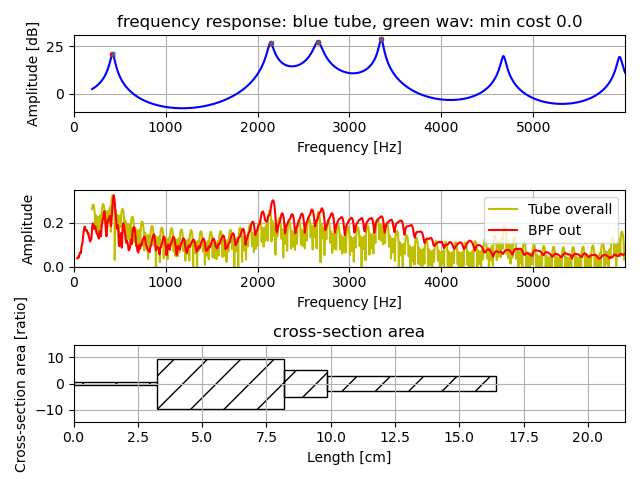 frequency response: blue tube, green wav: min cost 0.0
Amplitude [dB]
25
0
0 1000 2000 3000 4000 5000
Frequency [Hz]
Amplitude
0.2
0.0
Tube overall
BPF out
0 1000 2000 3000 4000 5000
Frequency [Hz]
cross-section area
Cross-section area [ratio]
10
0
−10
0.0 2.5 5.0 7.5 10.0 12.5 15.0 17.5 20.0
Length [cm]